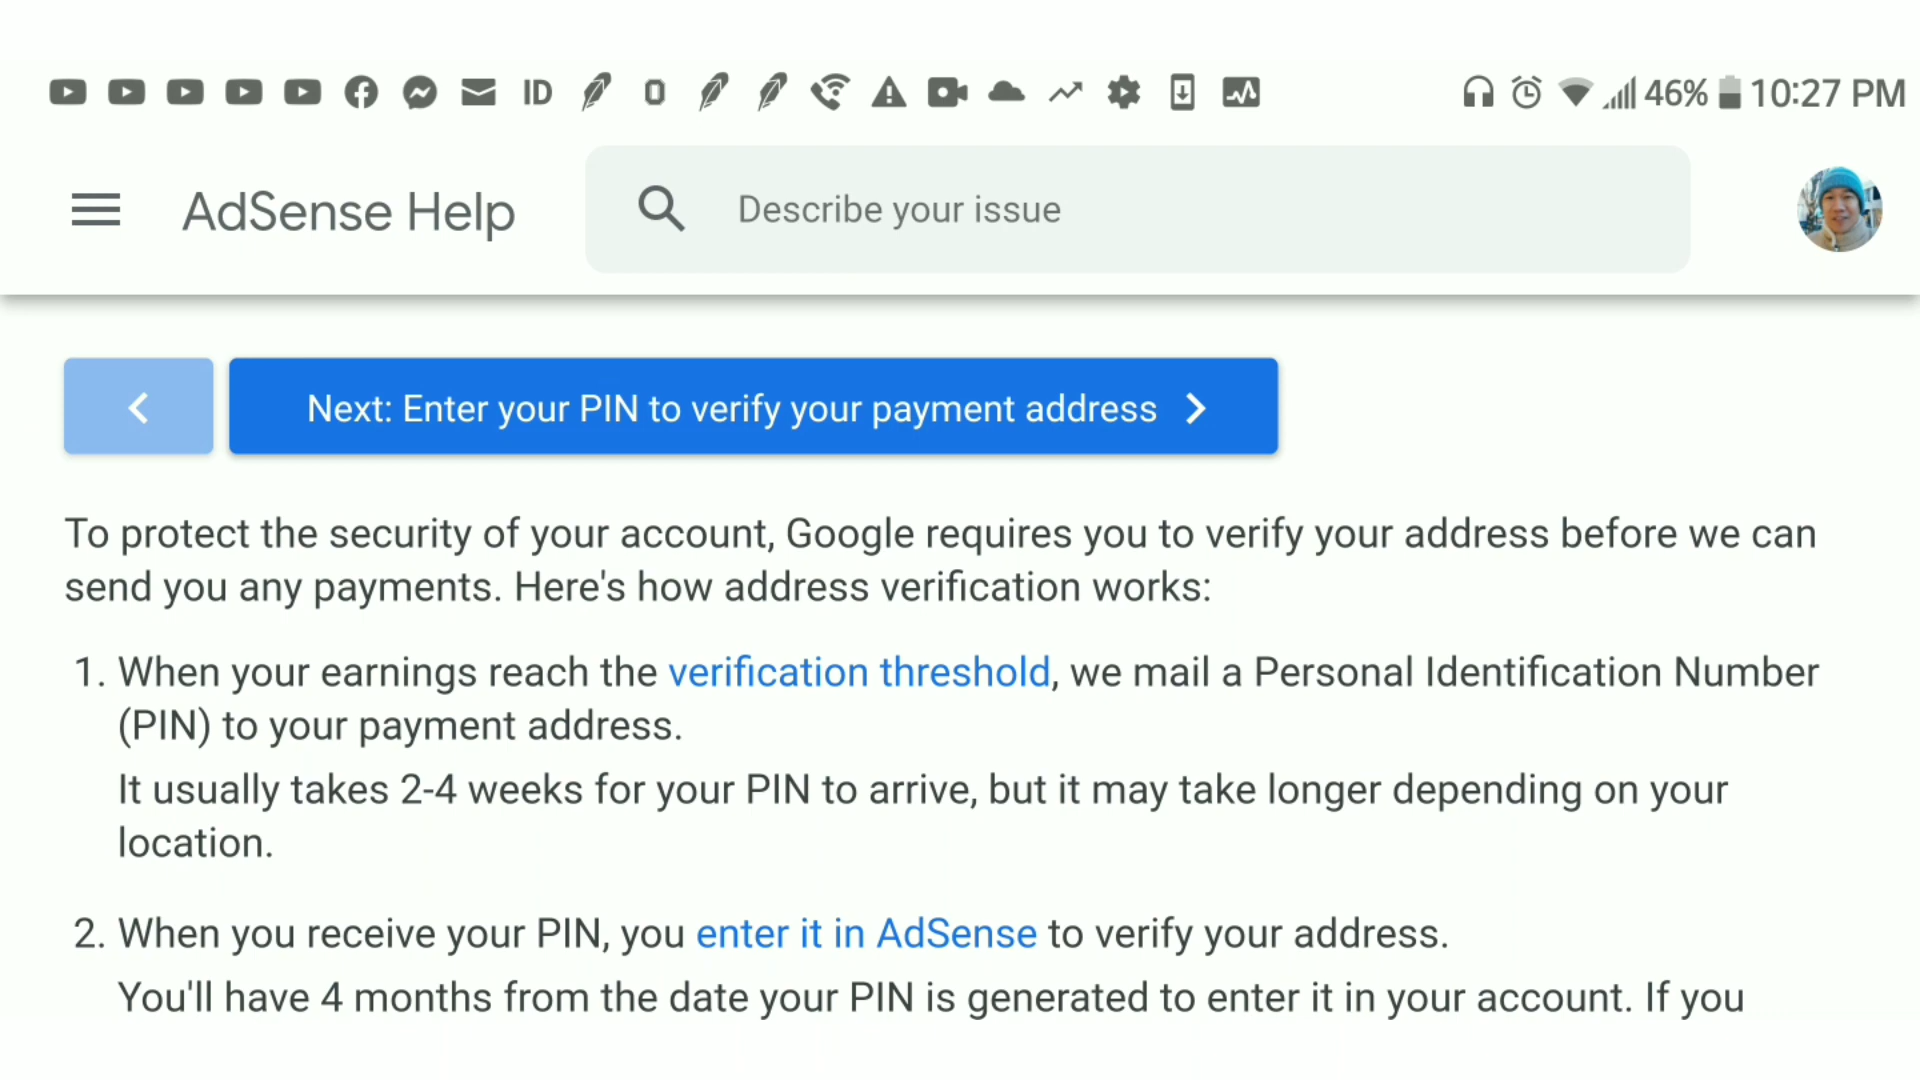 ID 46% 10:27 PM
AdSense Help Describe your issue
Next: Enter your PIN to verify your payment address
To protect the security of your account, Google requires you to verify your address before we can
send you any payments. Here's how address verification works:
1. When your earnings reach the verification threshold, we mail a Personal Identification Number
(PIN) to your payment address.
It usually takes 2-4 weeks for your PIN to arrive, but it may take longer depending on your
location.
2. When you receive your PIN, you enter it in AdSense to verify your address.
You'll have 4 months from the date your PIN is generated to enter it in your account. If you